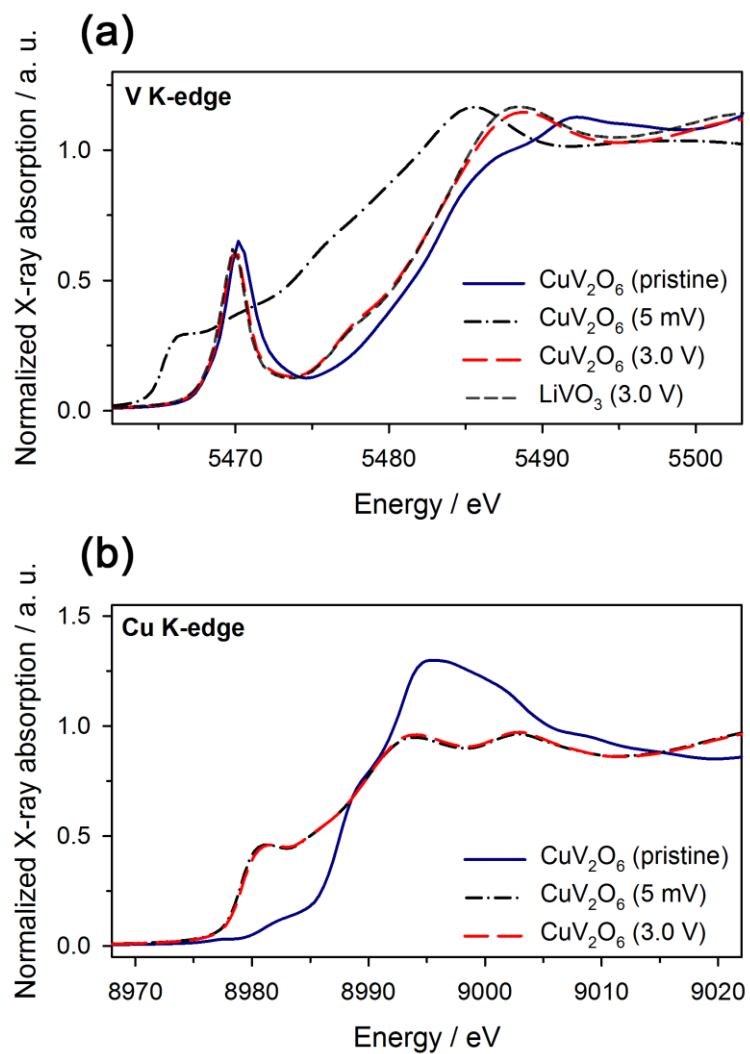 (a)
V K-edge
Normalized X-ray absorption / a. u.
1.0
0.5
0.0
CuV₂O₆ (pristine)
CuV₂O₆ (5 mV)
CuV₂O₆ (3.0 V)
LiVO₃ (3.0 V)
5470 5480 5490 5500
Energy / eV
(b)
Cu K-edge
Normalized X-ray absorption / a. u.
1.5
1.0
0.5
0.0
CuV₂O₆ (pristine)
CuV₂O₆ (5 mV)
CuV₂O₆ (3.0 V)
8970 8980 8990 9000 9010 9020
Energy / eV